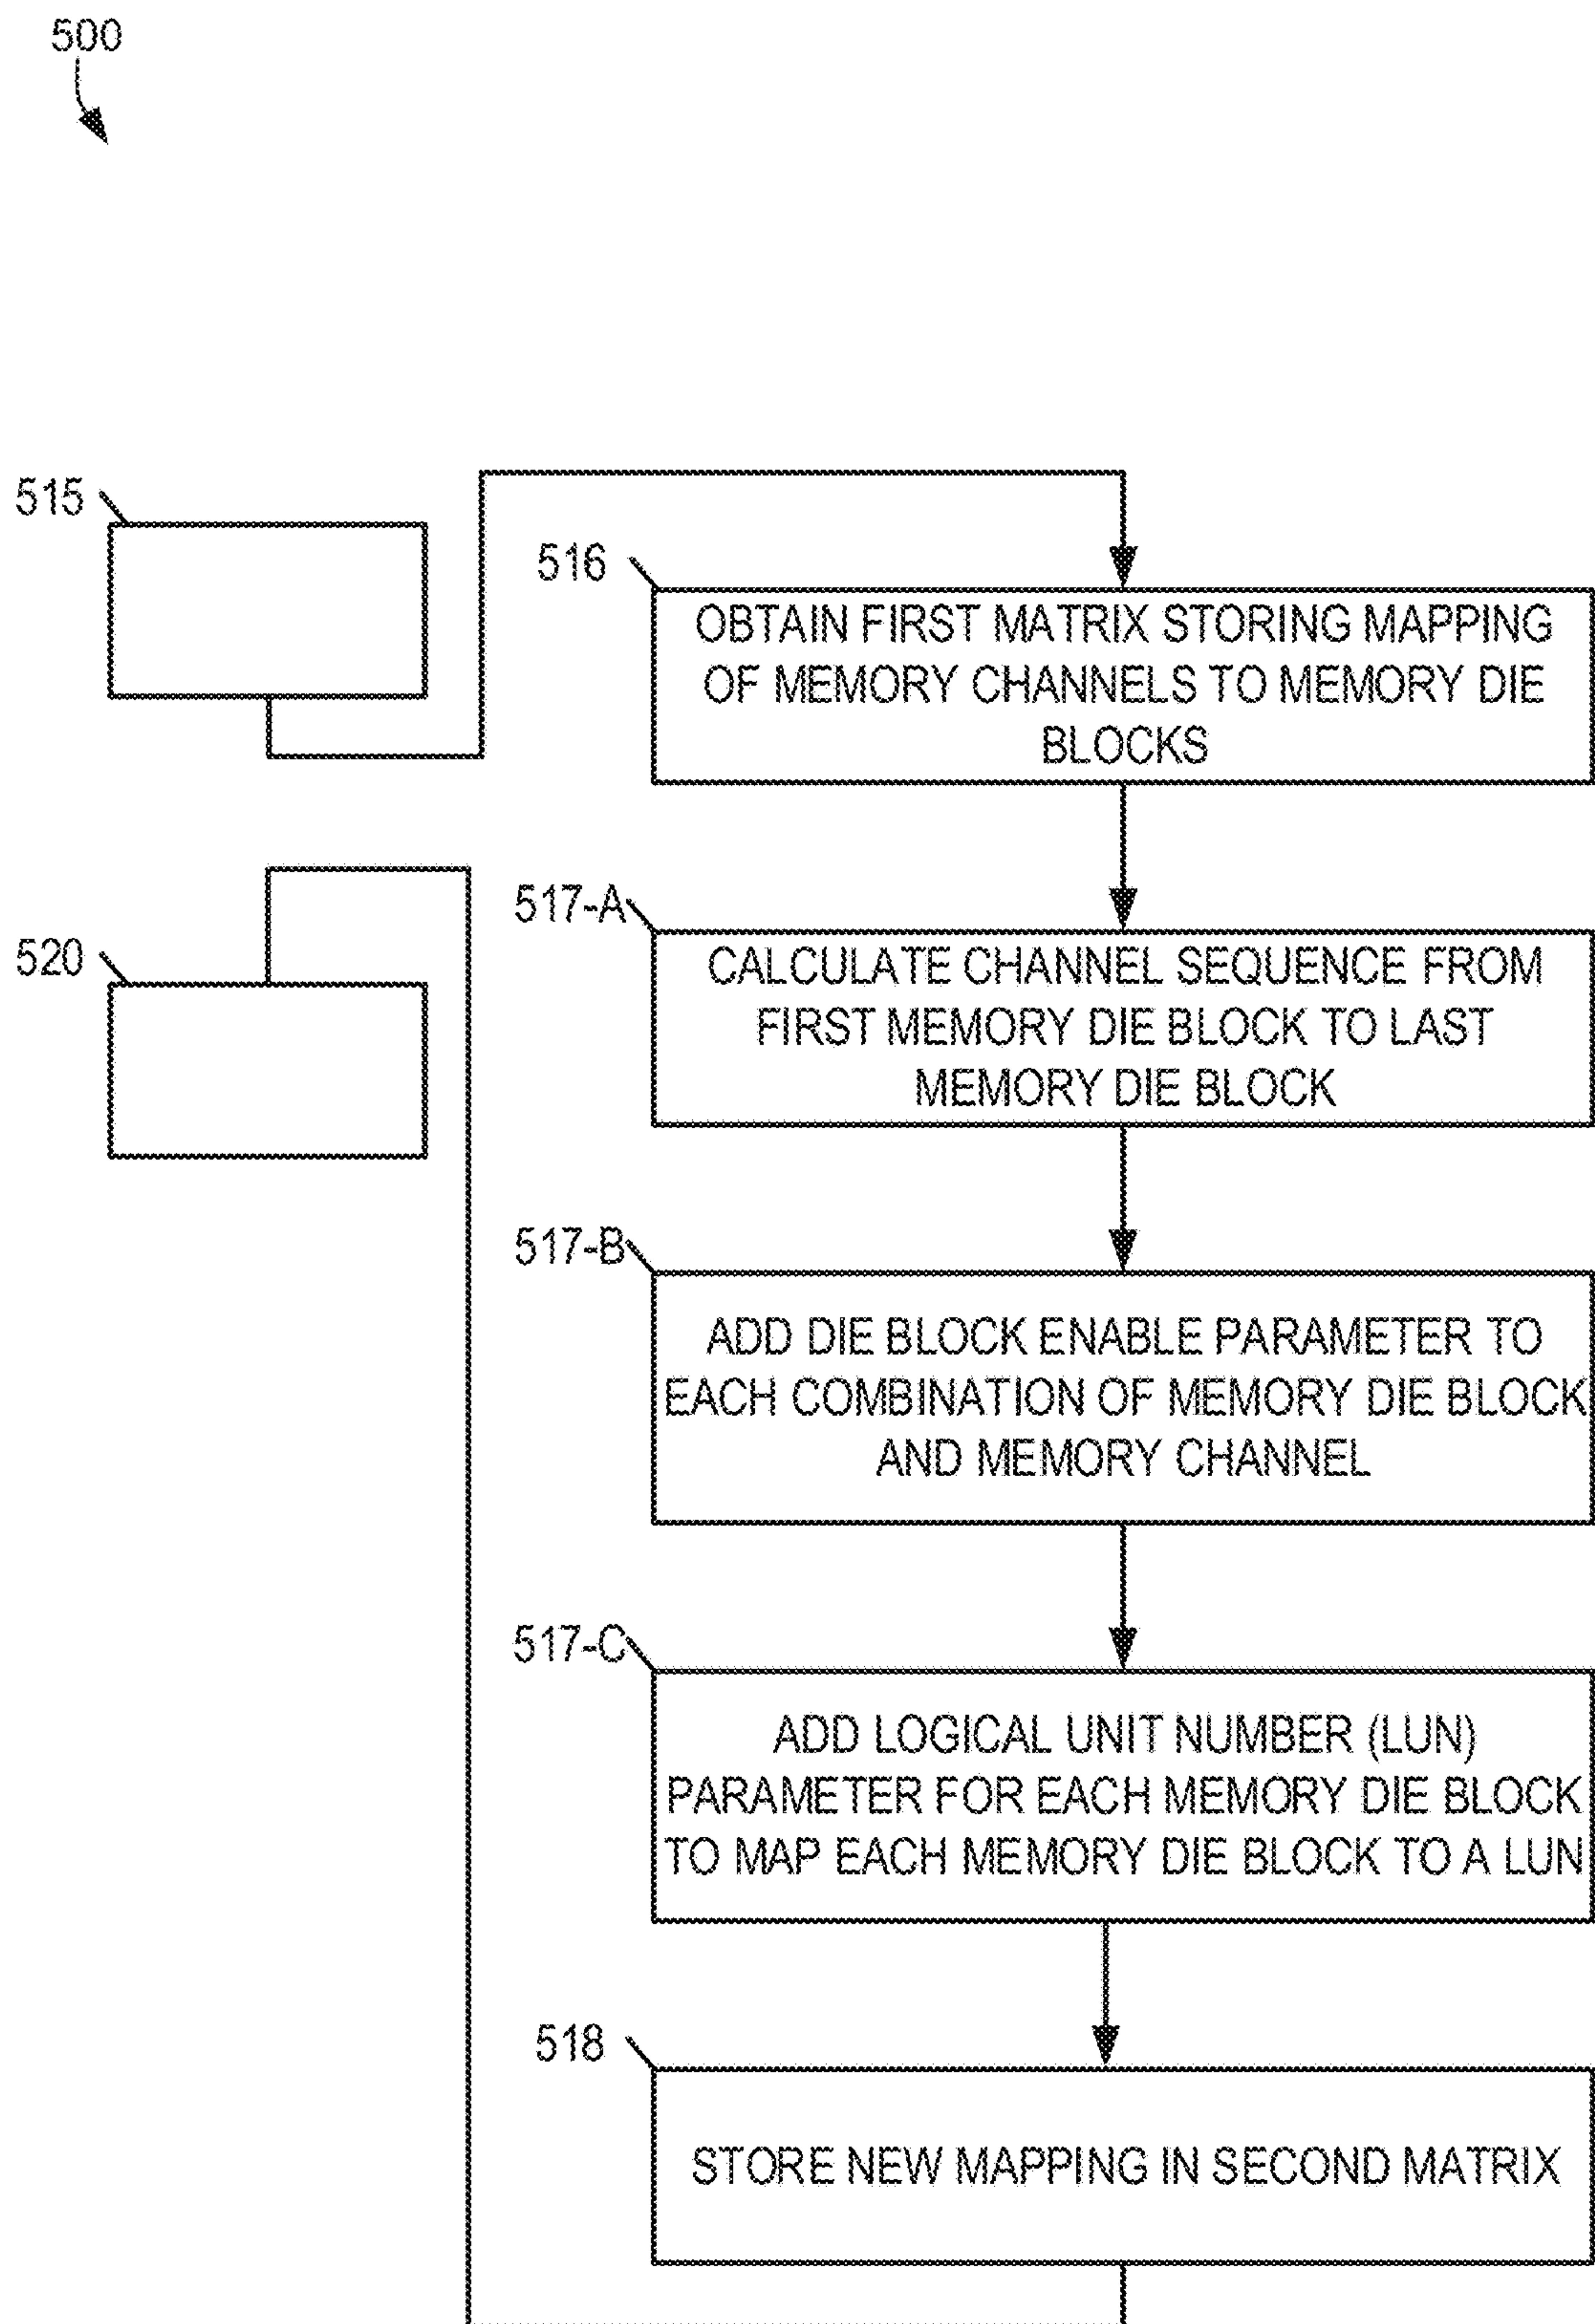 500
515
516
OBTAIN FIRST MATRIX STORING MAPPING
OF MEMORY CHANNELS TO MEMORY DIE
BLOCKS
517-A
CALCULATE CHANNEL SEQUENCE FROM
FIRST MEMORY DIE BLOCK TO LAST
MEMORY DIE BLOCK
520
517-B
ADD DIE BLOCK ENABLE PARAMETER TO
EACH COMBINATION OF MEMORY DIE BLOCK
AND MEMORY CHANNEL
517-C
ADD LOGICAL UNIT NUMBER (LUN)
PARAMETER FOR EACH MEMORY DIE BLOCK
TO MAP EACH MEMORY DIE BLOCK TO A LUN
518
STORE NEW MAPPING IN SECOND MATRIX